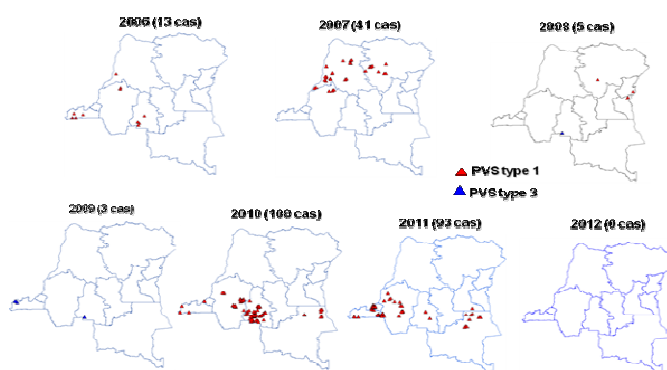 2006 (13 cas)
2007 (41 cas)
2008 (5 cas)
PVS type 1
PVS type 3
2009 (3 cas)
2010 (100 cas)
2011 (93 cas)
2012 (0 cas)